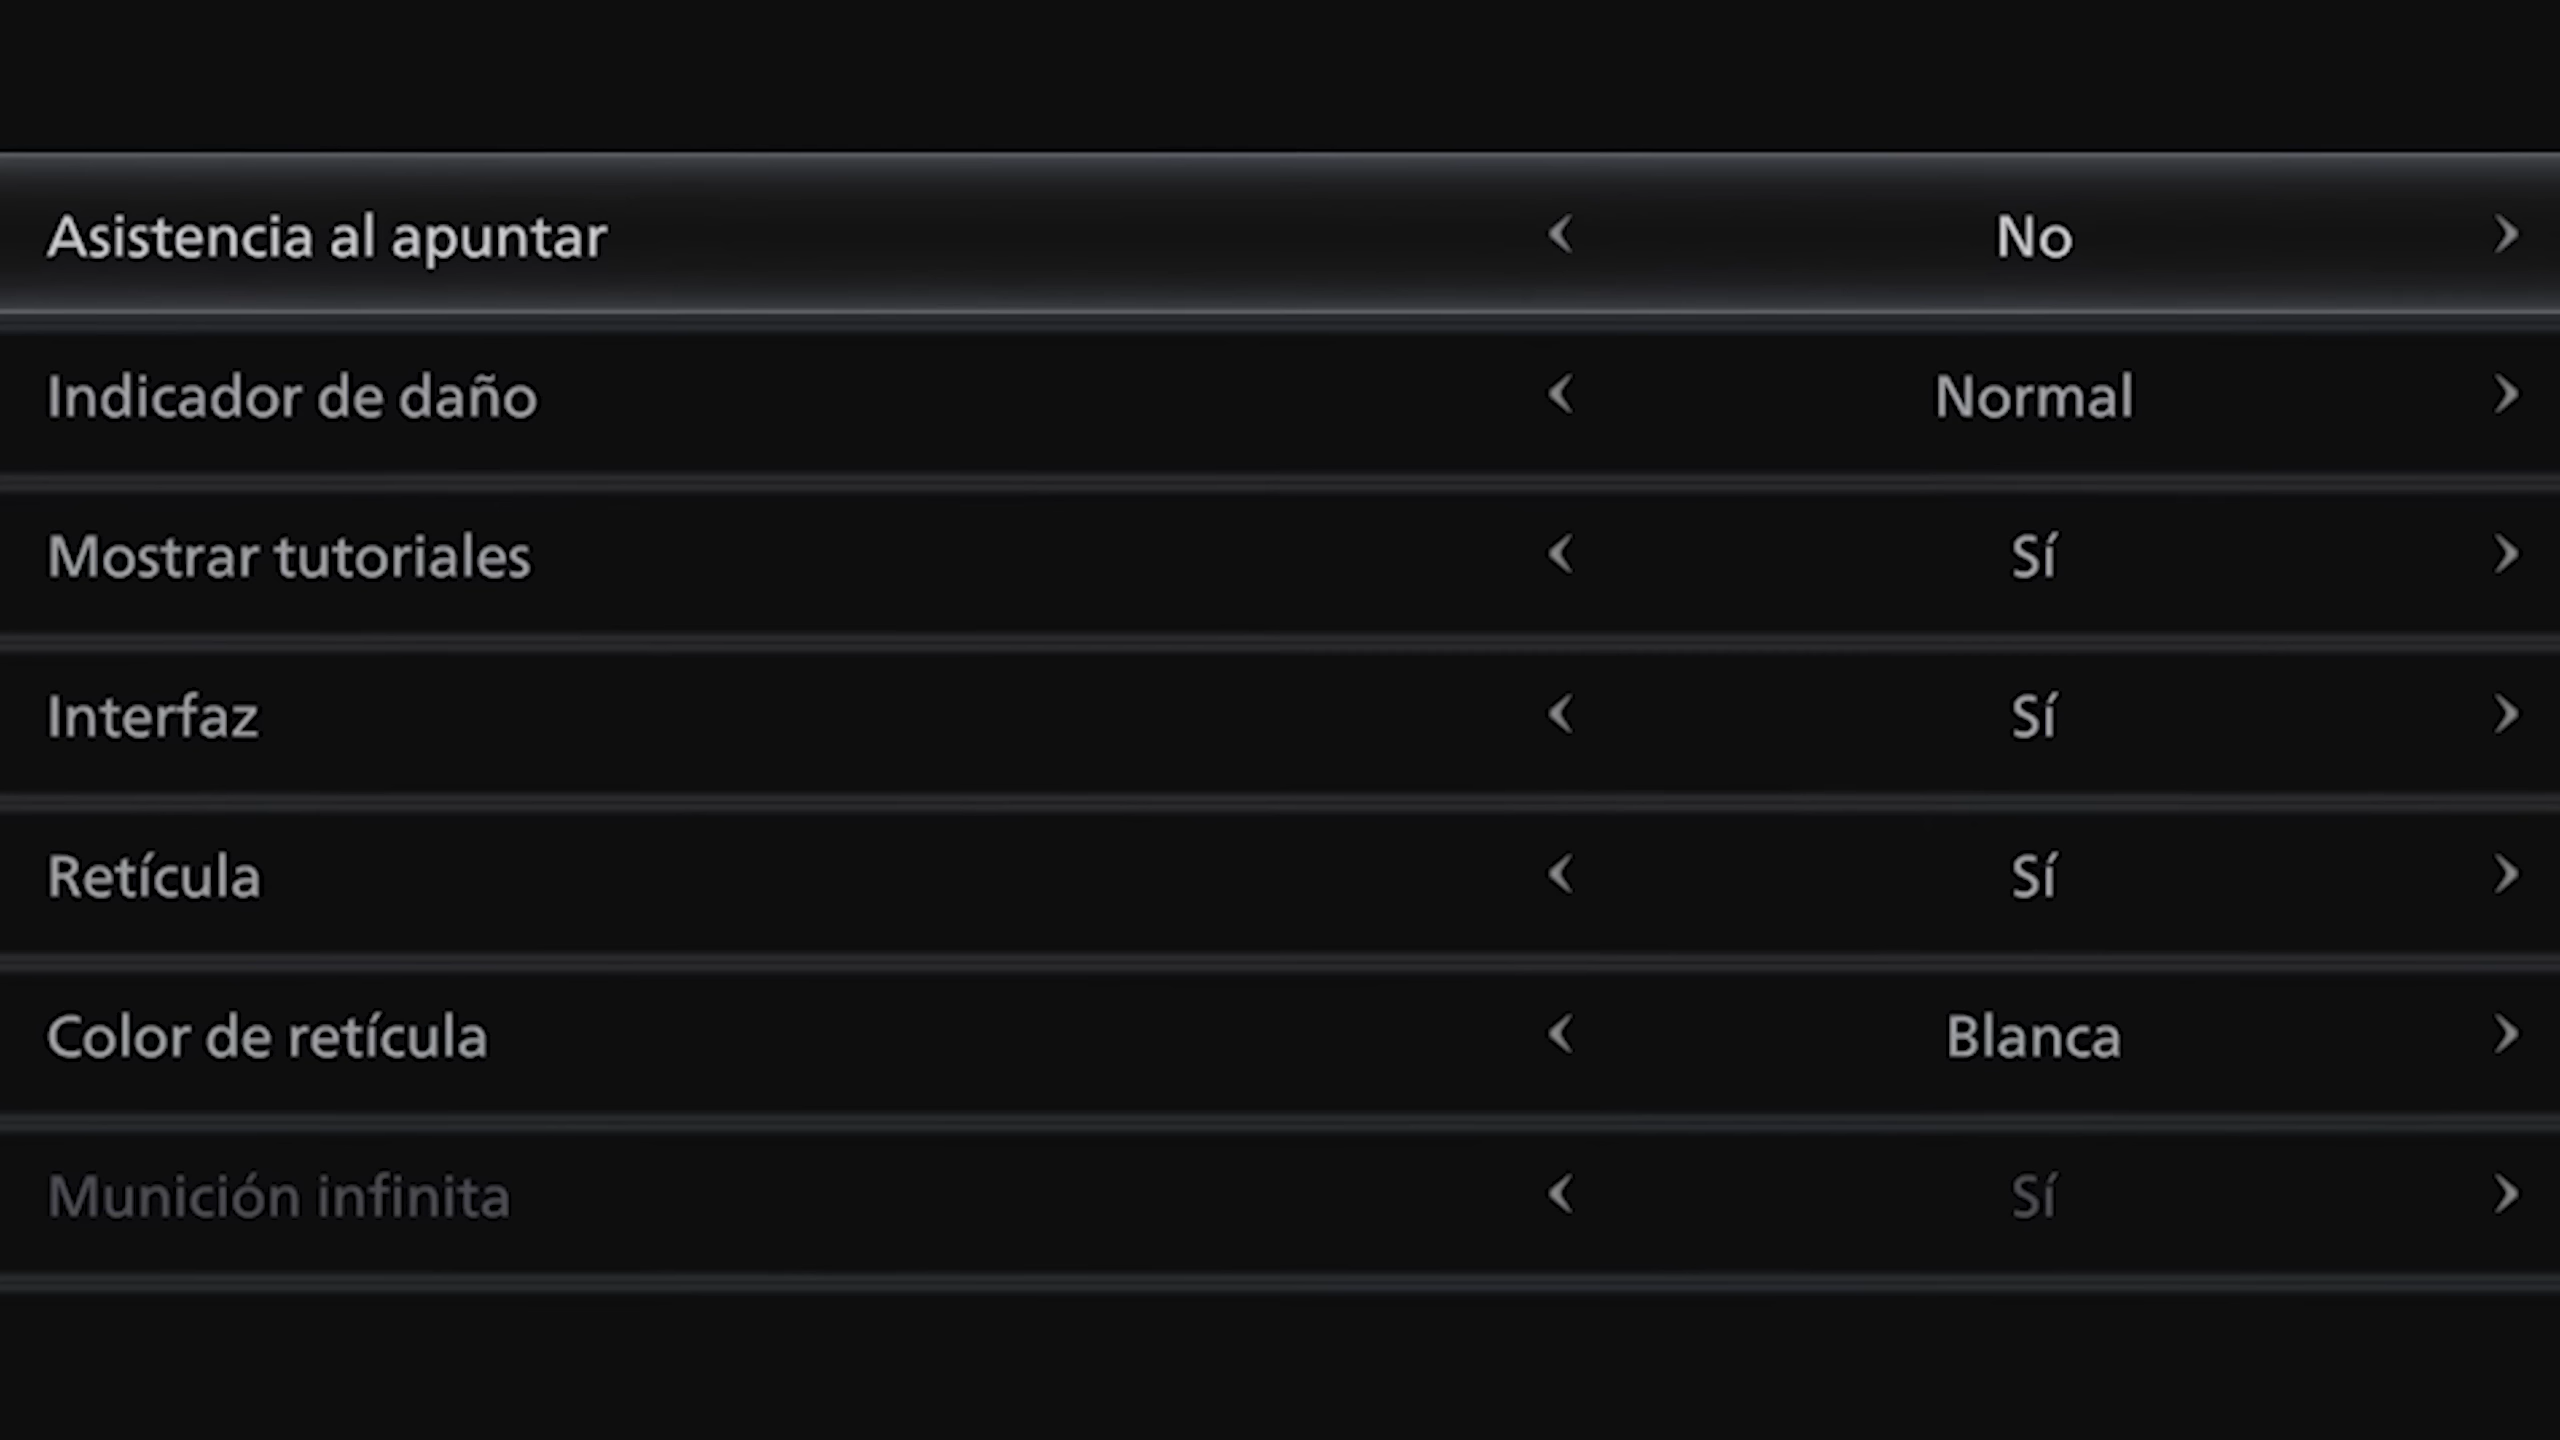 Asistencia al apuntar No
Indicador de daño Normal
Mostrar tutoriales Sí
Interfaz Sí
Retícula Sí
Color de retícula Blanca
Munición infinita Sí